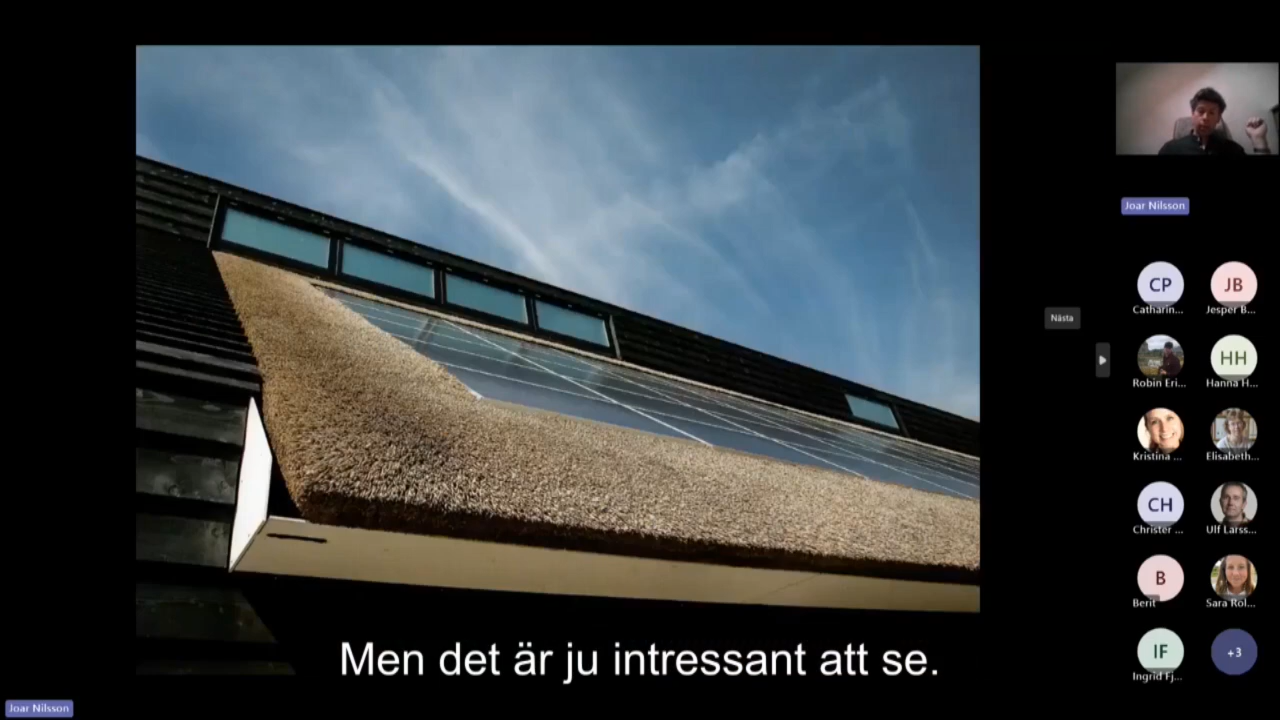 Joar Nilsson
CP
JB
Catharin...
Jesper B...
Nästa
HH
Robin Eri...
Hanna H...
Kristina ...
Elisabeth...
CH
Christer ...
Ulf Larss...
B
Berit
Sara Rol...
IF
+3
Ingrid Fj...
Men det är ju intressant att se.
Joar Nilsson